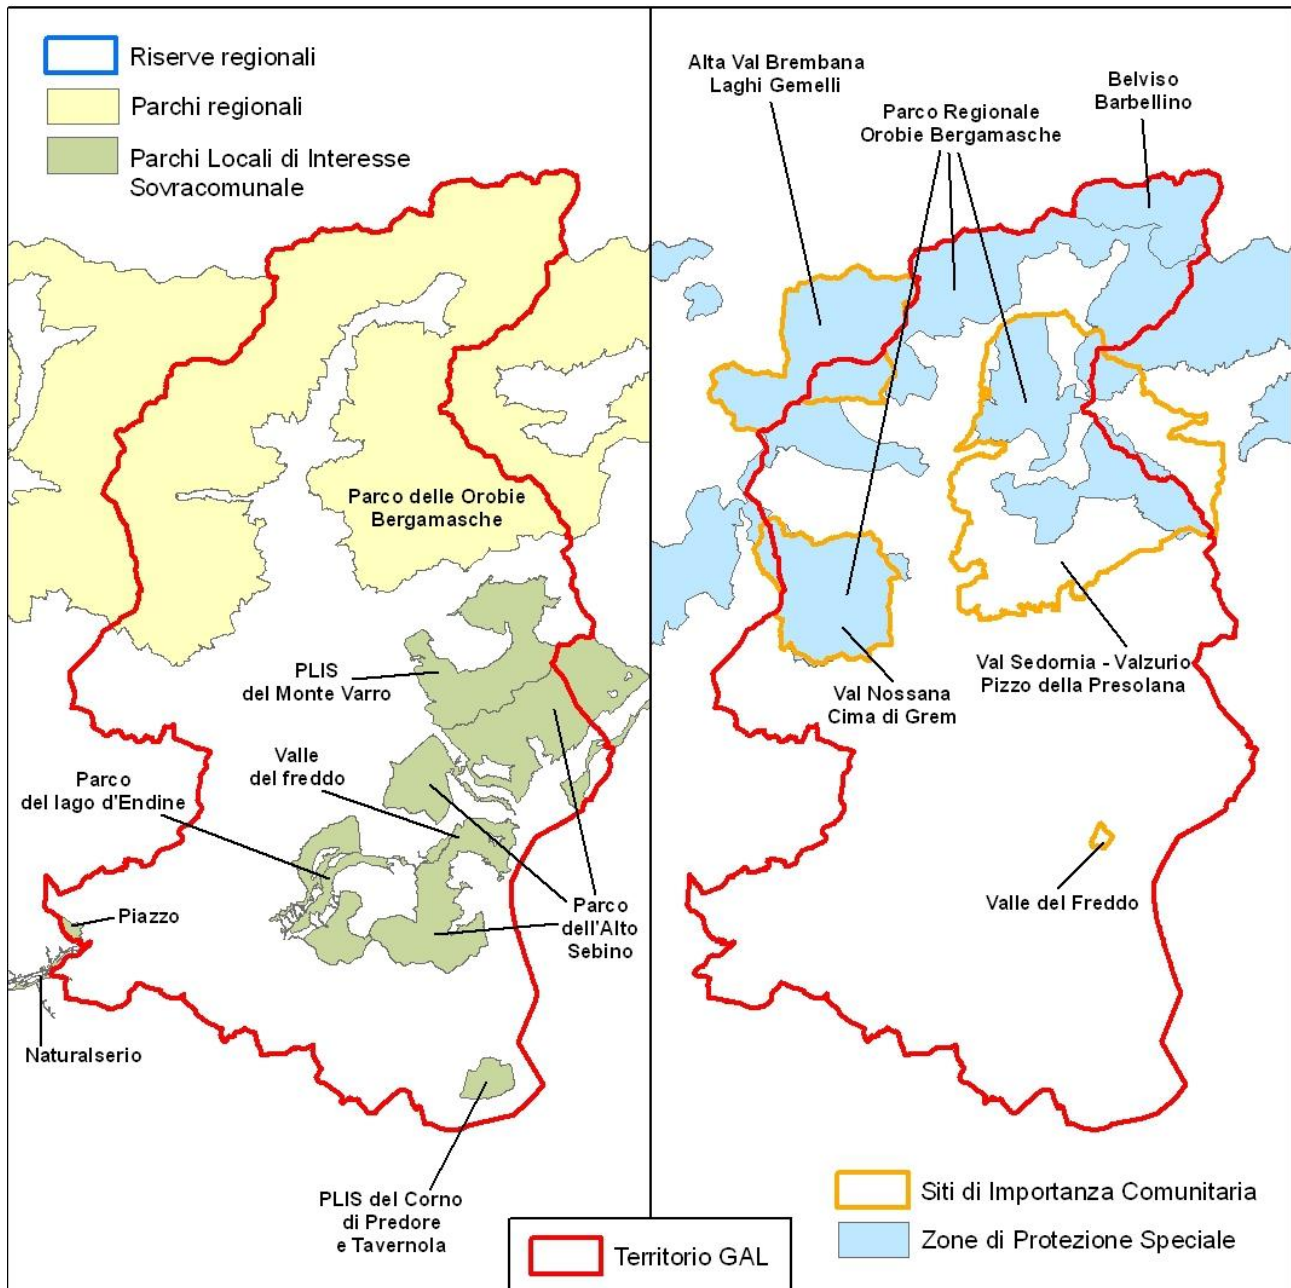 Riserve regionali
Parchi regionali
Parchi Locali di Interesse
Sovracomunale
Parco delle Orobie
Bergamasche
PLIS
del Monte Varro
Valle
del freddo
Parco
del lago d'Endine
Piazzo
Parco
dell'Alto
Sebino
Naturalserio
PLIS del Corno
di Predore
e Tavernola
Alta Val Brembana
Laghi Gemelli
Parco Regionale
Orobie Bergamasche
Belviso
Barbellino
Val Sedornia - Valzurio
Pizzo della Presolana
Val Nossana
Cima di Grem
Valle del Freddo
Siti di Importanza Comunitaria
Zone di Protezione Speciale
Territorio GAL